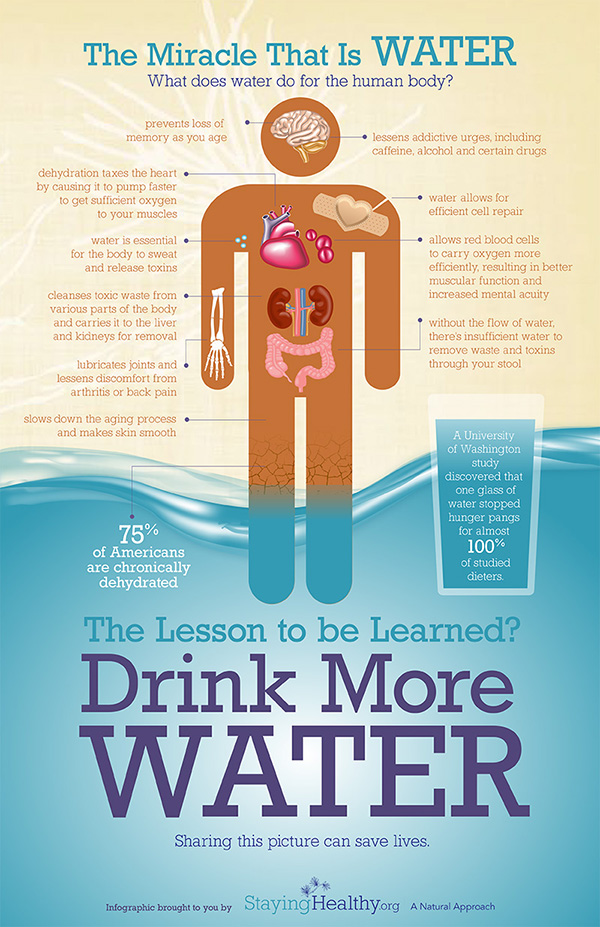 The Miracle That Is WATER
What does water do for the human body?
prevents loss of
memory as you age
lessens addictive urges, including
caffeine, alcohol and certain drugs
dehydration taxes the heart
by causing it to pump faster
to get sufficient oxygen
to your muscles
water allows for
efficient cell repair
water is essential
for the body to sweat
and release toxins
allows red blood cells
to carry oxygen more
efficiently, resulting in better
muscular function and
increased mental acuity
cleanses toxic waste from
various parts of the body
and carries it to the liver
and kidneys for removal
without the flow of water,
there's insufficient water to
remove waste and toxins
through your stool
lubricates joints and
lessens discomfort from
arthritis or back pain
slows down the aging process
and makes skin smooth
A University
of Washington
study
discovered that
one glass of
water stopped
hunger pangs
for almost
100%
of studied
dieters.
75%
of Americans
are chronically
dehydrated
The Lesson to be Learned?
Drink More
WATER
Sharing this picture can save lives.
Infographic brought to you by StayingHealthy.org A Natural Approach